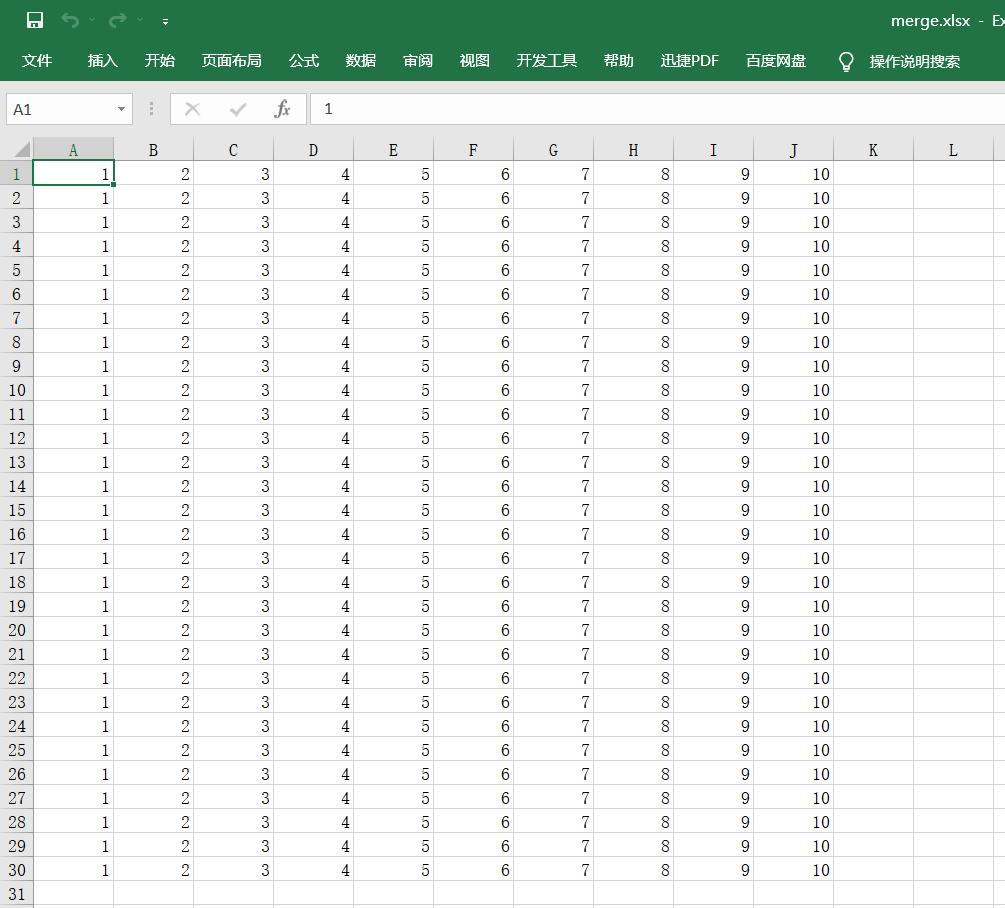 merge.xlsx - Ex
文件 插入 开始 页面布局 公式 数据 审阅 视图 开发工具 帮助 迅捷PDF 百度网盘 操作说明搜索
A1 fx 1
A B C D E F G H I J K L
1 1 2 3 4 5 6 7 8 9 10
2 1 2 3 4 5 6 7 8 9 10
3 1 2 3 4 5 6 7 8 9 10
4 1 2 3 4 5 6 7 8 9 10
5 1 2 3 4 5 6 7 8 9 10
6 1 2 3 4 5 6 7 8 9 10
7 1 2 3 4 5 6 7 8 9 10
8 1 2 3 4 5 6 7 8 9 10
9 1 2 3 4 5 6 7 8 9 10
10 1 2 3 4 5 6 7 8 9 10
11 1 2 3 4 5 6 7 8 9 10
12 1 2 3 4 5 6 7 8 9 10
13 1 2 3 4 5 6 7 8 9 10
14 1 2 3 4 5 6 7 8 9 10
15 1 2 3 4 5 6 7 8 9 10
16 1 2 3 4 5 6 7 8 9 10
17 1 2 3 4 5 6 7 8 9 10
18 1 2 3 4 5 6 7 8 9 10
19 1 2 3 4 5 6 7 8 9 10
20 1 2 3 4 5 6 7 8 9 10
21 1 2 3 4 5 6 7 8 9 10
22 1 2 3 4 5 6 7 8 9 10
23 1 2 3 4 5 6 7 8 9 10
24 1 2 3 4 5 6 7 8 9 10
25 1 2 3 4 5 6 7 8 9 10
26 1 2 3 4 5 6 7 8 9 10
27 1 2 3 4 5 6 7 8 9 10
28 1 2 3 4 5 6 7 8 9 10
29 1 2 3 4 5 6 7 8 9 10
30 1 2 3 4 5 6 7 8 9 10
31